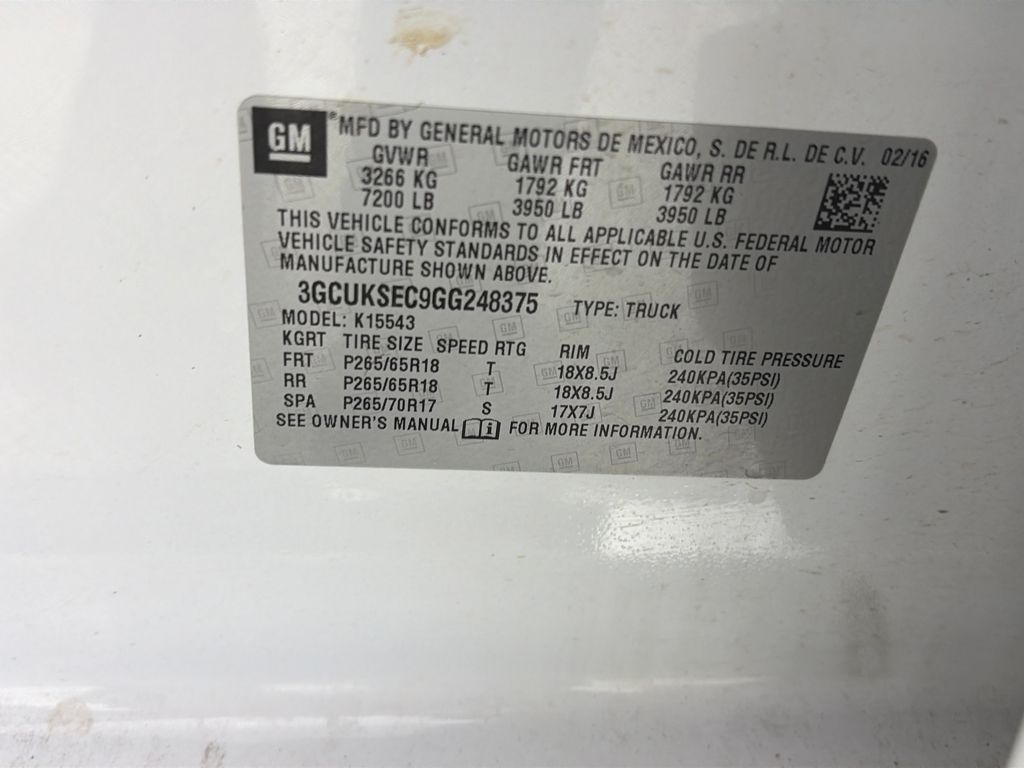 GM ® MFD BY GENERAL MOTORS DE MEXICO, S. DE R.L. DE C.V. 02/16
GVWR GAWR FRT GAWR RR
3266 KG 1792 KG 1792 KG
7200 LB 3950 LB 3950 LB
THIS VEHICLE CONFORMS TO ALL APPLICABLE U.S. FEDERAL MOTOR
VEHICLE SAFETY STANDARDS IN EFFECT ON THE DATE OF
MANUFACTURE SHOWN ABOVE.
3GCUKSEC9GG248375 TYPE: TRUCK
MODEL: K15543
KGRT TIRE SIZE SPEED RTG RIM COLD TIRE PRESSURE
FRT P265/65R18 T 18X8.5J 240KPA(35PSI)
RR P265/65R18 T 18X8.5J 240KPA(35PSI)
SPA P265/70R17 S 17X7J 240KPA(35PSI)
SEE OWNER'S MANUAL FOR MORE INFORMATION.